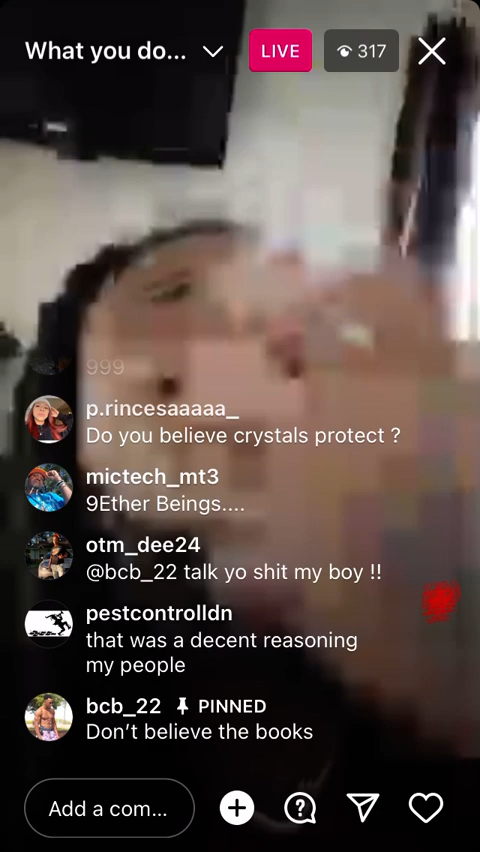 What you do...
LIVE
317
999
p.rincesaaaaa_
Do you believe crystals protect ?
mictech_mt3
9Ether Beings....
otm_dee24
@bcb_22 talk yo shit my boy !!
pestcontrolldn
that was a decent reasoning
my people
bcb_22 PINNED
Don’t believe the books
Add a com...